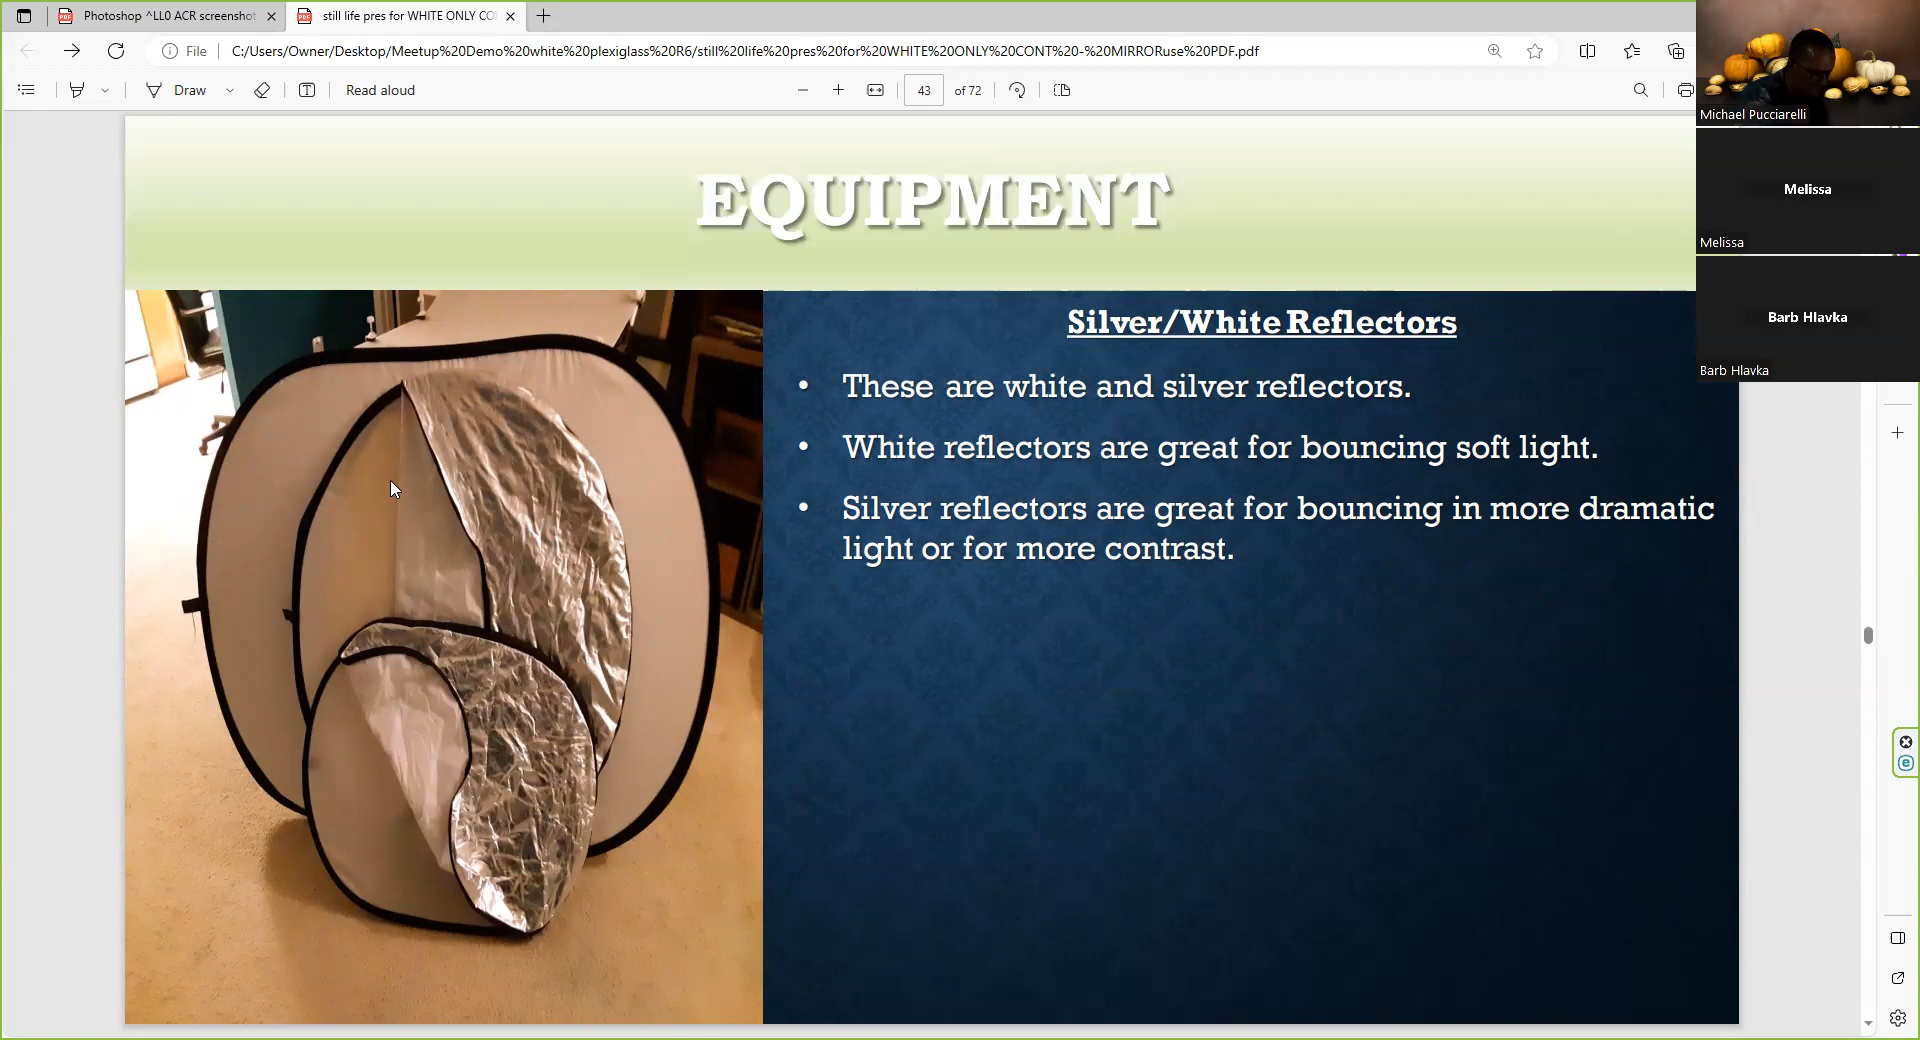 Photoshop ^LL0 ACR screenshot
still life pres for WHITE ONLY CO
File
C:/Users/Owner/Desktop/Meetup%20Demo%20white%20plexiglass%20R6/still%20life%20pres%20for%20WHITE%20ONLY%20CONT%20-%20MIRRORuse%20PDF.pdf
Draw
Read aloud
43
of 72
Michael Pucciarelli
Melissa
Melissa
Barb Hlavka
Barb Hlavka
EQUIPMENT
Silver/White Reflectors
• These are white and silver reflectors.
• White reflectors are great for bouncing soft light.
• Silver reflectors are great for bouncing in more dramatic
light or for more contrast.